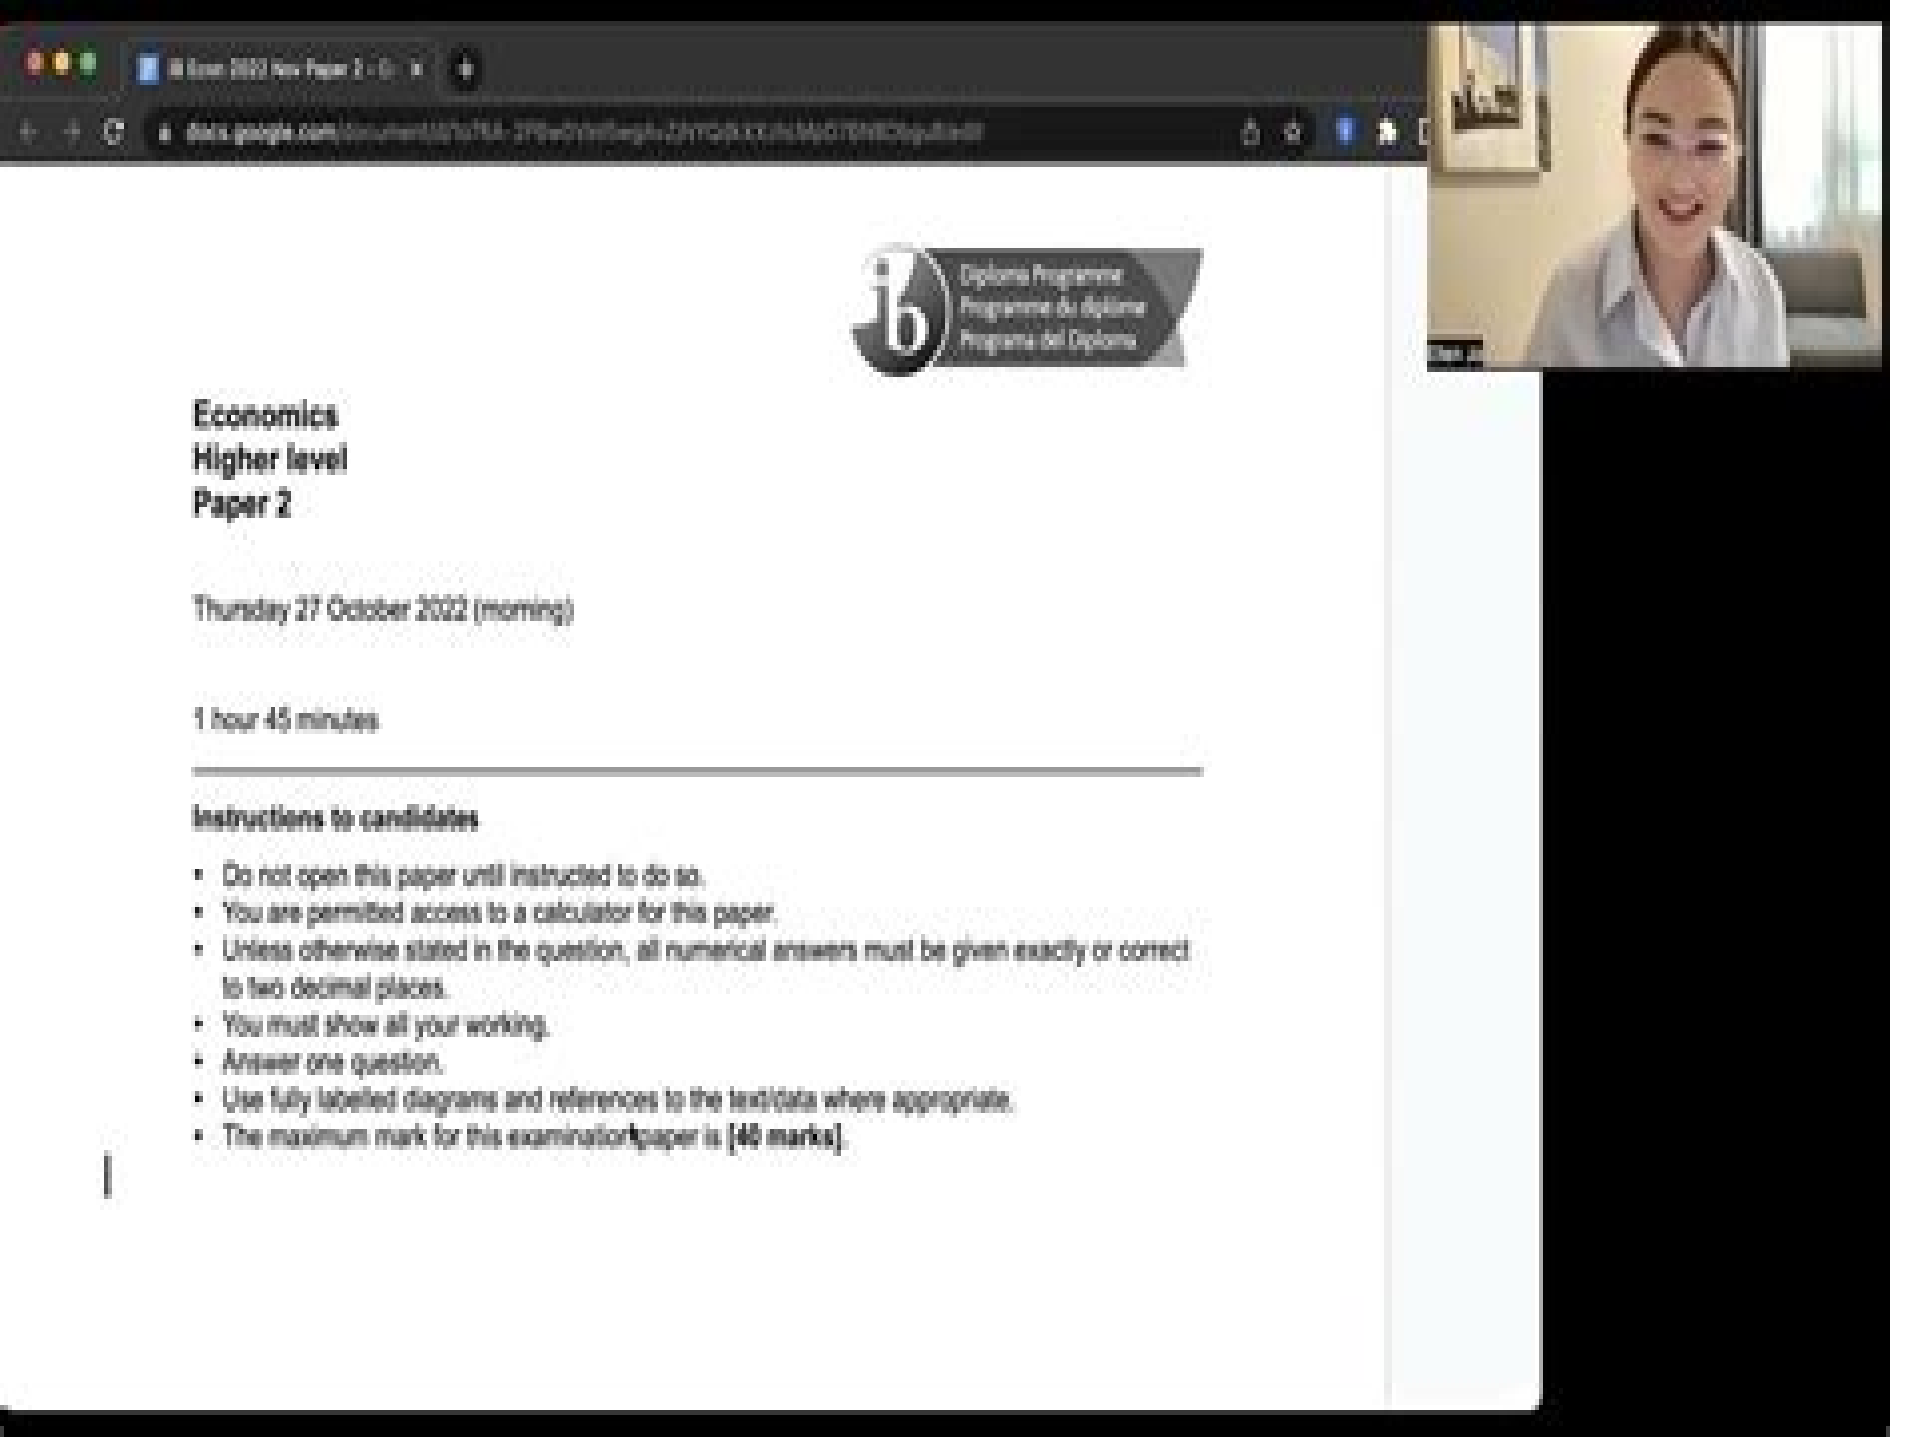 Econ 2022 Nov Paper 2 -
docs.google.com
Diploma Programme
Programme du diplôme
Programa del Diploma
Economics
Higher level
Paper 2
Thursday 27 October 2022 (morning)
1 hour 45 minutes
Instructions to candidates
• Do not open this paper until instructed to do so.
• You are permitted access to a calculator for this paper.
• Unless otherwise stated in the question, all numerical answers must be given exactly or correct
to two decimal places.
• You must show all your working.
• Answer one question.
• Use fully labelled diagrams and references to the text/data where appropriate.
• The maximum mark for this examination paper is [40 marks].